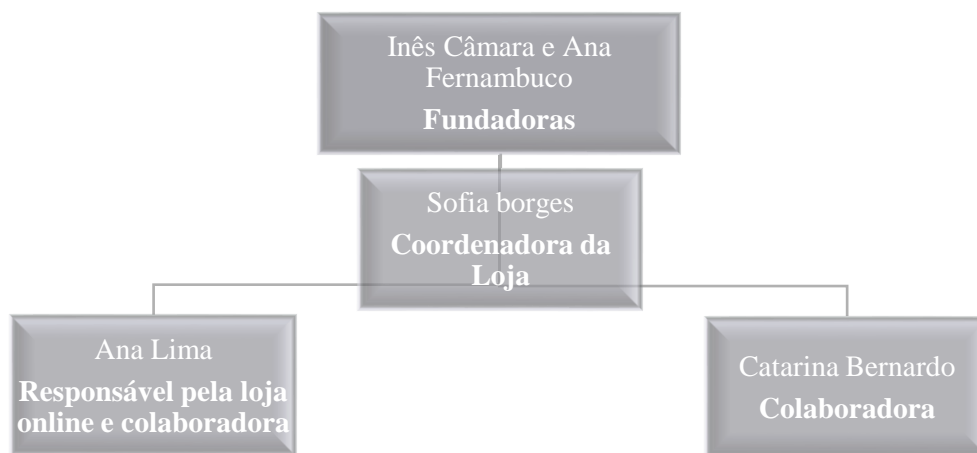 Inês Câmara e Ana
Fernambuco
Fundadoras
Sofia borges
Coordenadora da
Loja
Ana Lima
Responsável pela loja
online e colaboradora
Catarina Bernardo
Colaboradora